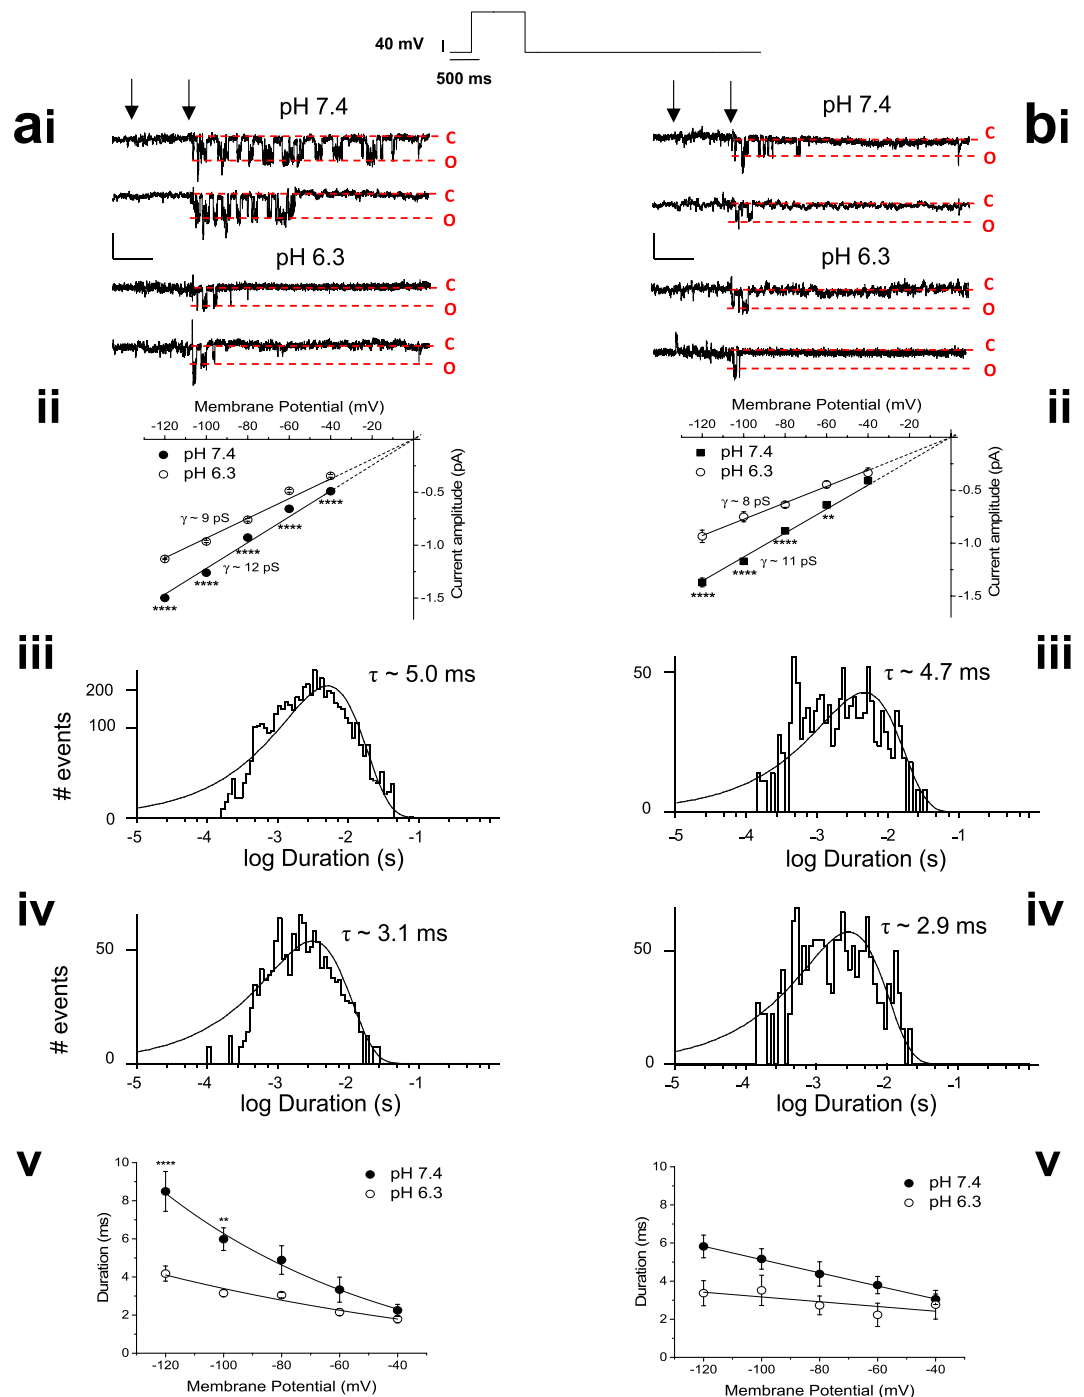 40 mV
500 ms
ai
pH 7.4
C
O
C
O
pH 6.3
C
O
C
O
bi
pH 7.4
C
O
C
O
pH 6.3
C
O
C
O
ii
Membrane Potential (mV)
-120 -100 -80 -60 -40 -20
pH 7.4
pH 6.3
γ ~ 9 pS
γ ~ 12 pS
**** **** **** **** ****
-0.5
-1.0
-1.5
Current amplitude (pA)
ii
Membrane Potential (mV)
-120 -100 -80 -60 -40 -20
pH 7.4
pH 6.3
γ ~ 8 pS
γ ~ 11 pS
**** **** **** **
-0.5
-1.0
-1.5
Current amplitude (pA)
iii
τ ~ 5.0 ms
200
100
0
# events
-5 -4 -3 -2 -1
log Duration (s)
iii
τ ~ 4.7 ms
50
0
-5 -4 -3 -2 -1
log Duration (s)
iv
τ ~ 3.1 ms
50
0
# events
-5 -4 -3 -2 -1
log Duration (s)
iv
τ ~ 2.9 ms
50
0
-5 -4 -3 -2 -1
log Duration (s)
v
****
**
pH 7.4
pH 6.3
10
8
6
4
2
0
Duration (ms)
-120 -100 -80 -60 -40
Membrane Potential (mV)
v
pH 7.4
pH 6.3
10
8
6
4
2
0
Duration (ms)
-120 -100 -80 -60 -40
Membrane Potential (mV)